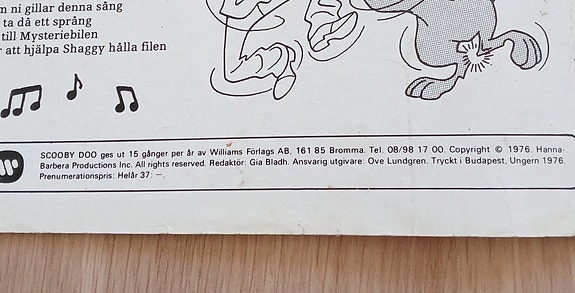 n ni gillar denna sång
ta då ett språng
till Mysteriebilen
att hjälpa Shaggy hålla filen
SCOOBY DOO ges ut 15 gånger per år av Williams Förlags AB, 161 85 Bromma. Tel. 08/98 17 00. Copyright © 1976. Hanna-
Barbera Productions Inc. All rights reserved. Redaktör: Gia Bladh. Ansvarig utgivare: Ove Lundgren. Tryckt i Budapest, Ungern 1976.
Prenumerationspris: Helår 37: —.